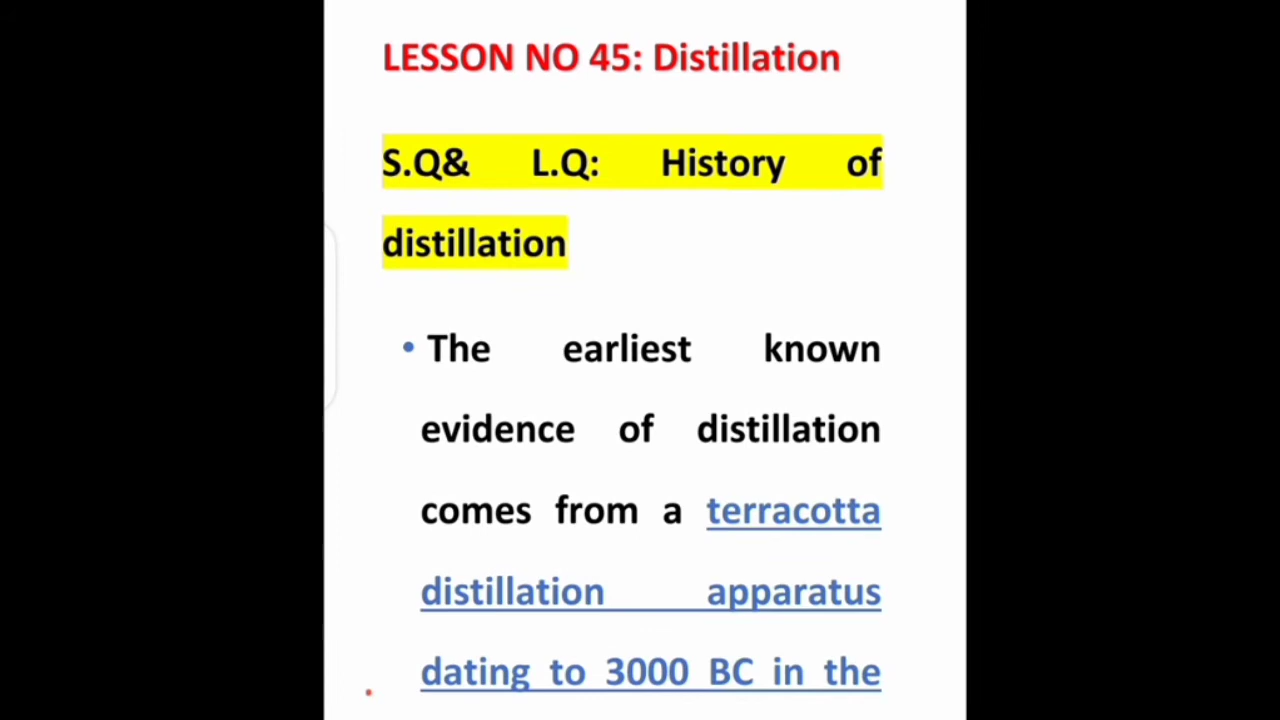 LESSON NO 45: Distillation
S.Q& L.Q: History of
distillation
• The earliest known
evidence of distillation
comes from a terracotta
distillation apparatus
dating to 3000 BC in the